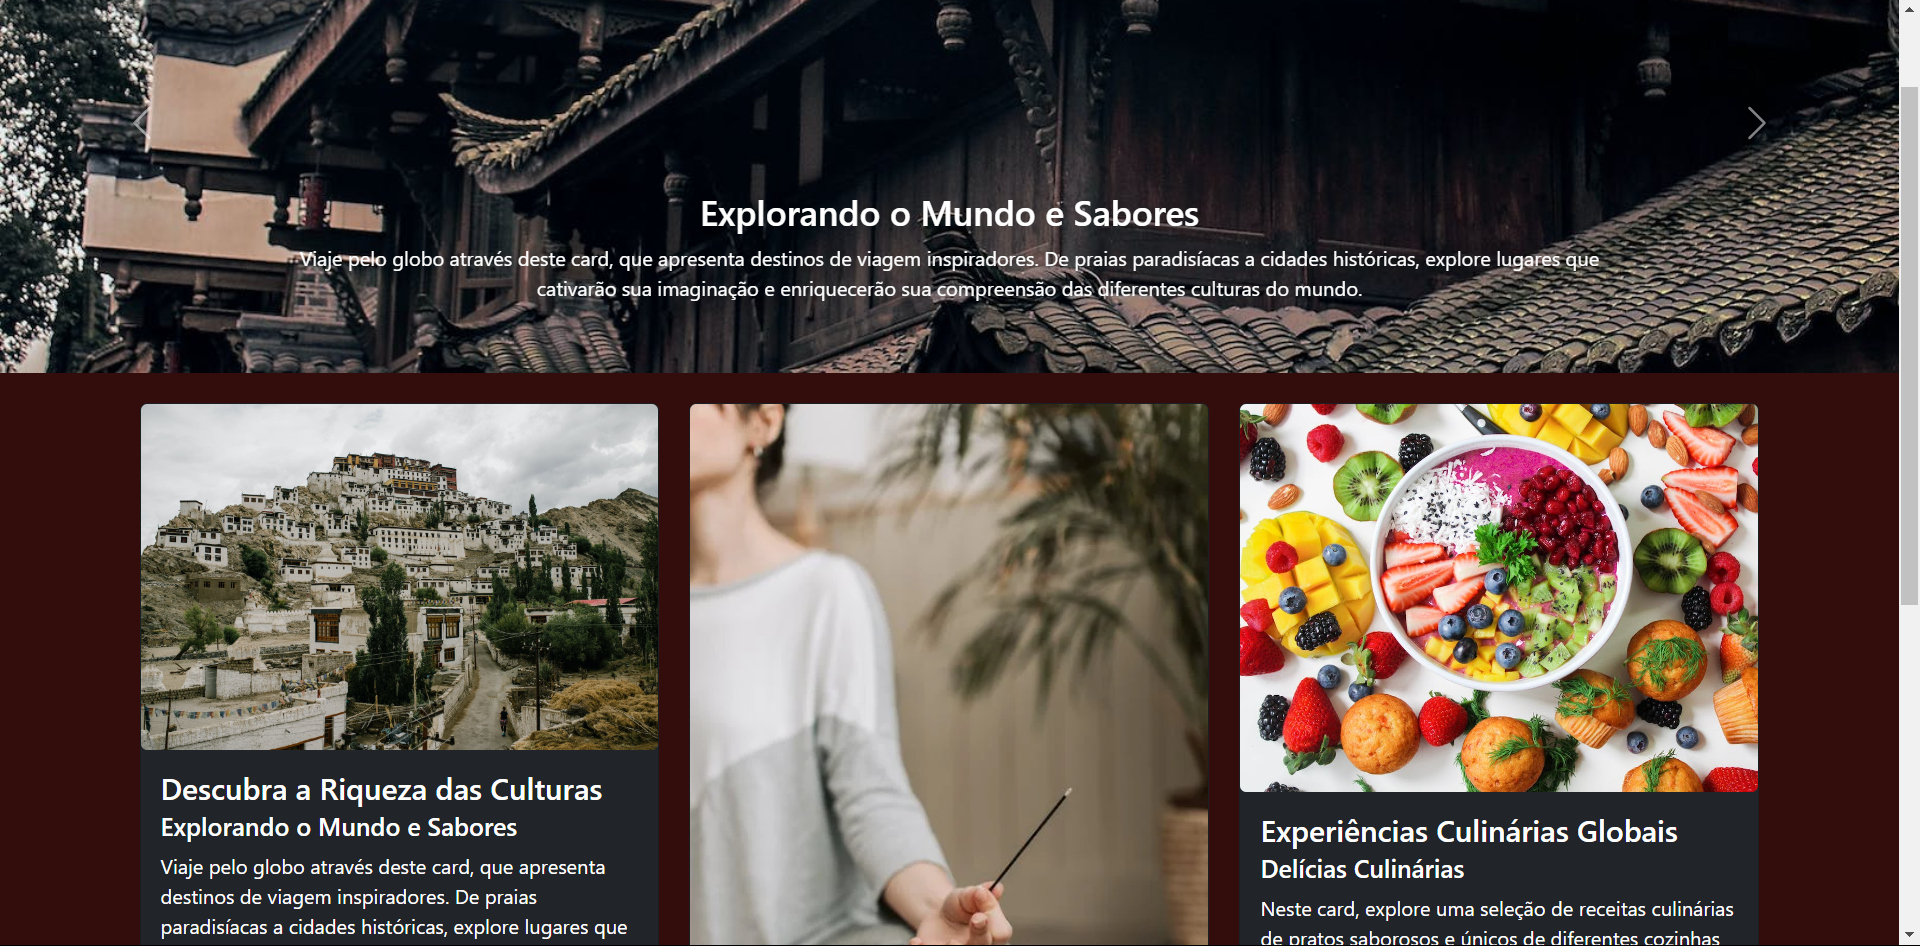 Explorando o Mundo e Sabores
Viaje pelo globo através deste card, que apresenta destinos de viagem inspiradores. De praias paradisíacas a cidades históricas, explore lugares que
cativarão sua imaginação e enriquecerão sua compreensão das diferentes culturas do mundo.
Descubra a Riqueza das Culturas
Explorando o Mundo e Sabores
Viaje pelo globo através deste card, que apresenta
destinos de viagem inspiradores. De praias
paradisíacas a cidades históricas, explore lugares que
Experiências Culinárias Globais
Delícias Culinárias
Neste card, explore uma seleção de receitas culinárias
de pratos saborosos e únicos de diferentes cozinhas